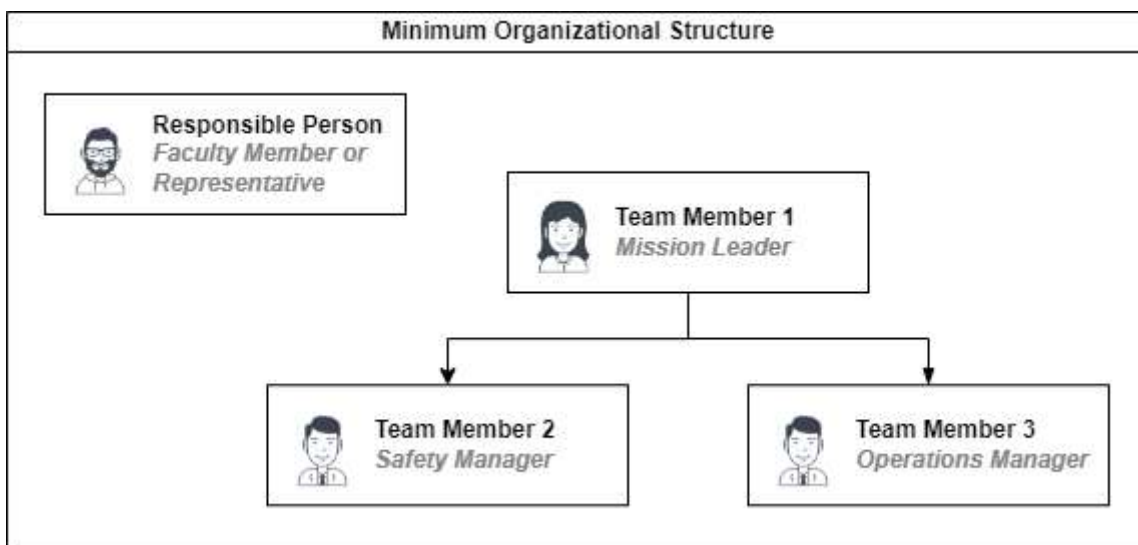 Minimum Organizational Structure
Responsible Person
Faculty Member or
Representative
Team Member 1
Mission Leader
Team Member 2
Safety Manager
Team Member 3
Operations Manager